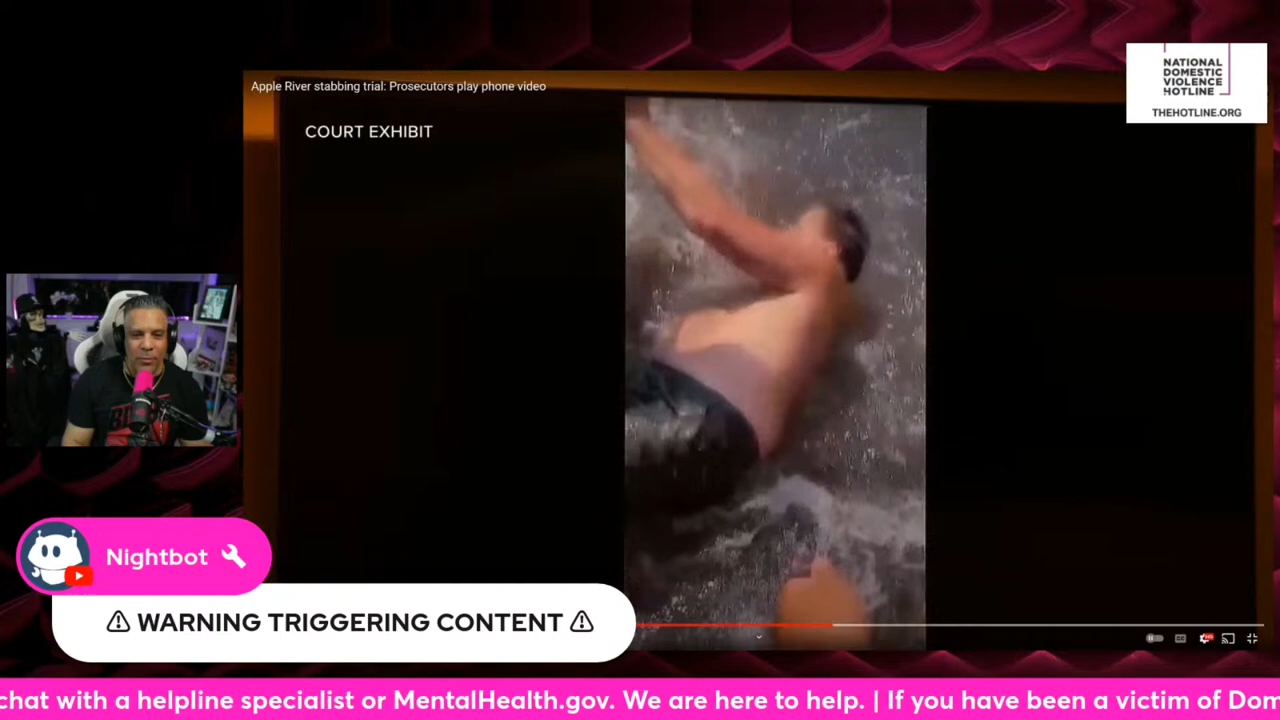 Apple River stabbing trial: Prosecutors play phone video
COURT EXHIBIT
NATIONAL
DOMESTIC
VIOLENCE
HOTLINE
THEHOTLINE.ORG
Nightbot
⚠ WARNING TRIGGERING CONTENT ⚠
chat with a helpline specialist or MentalHealth.gov. We are here to help. | If you have been a victim of Dom